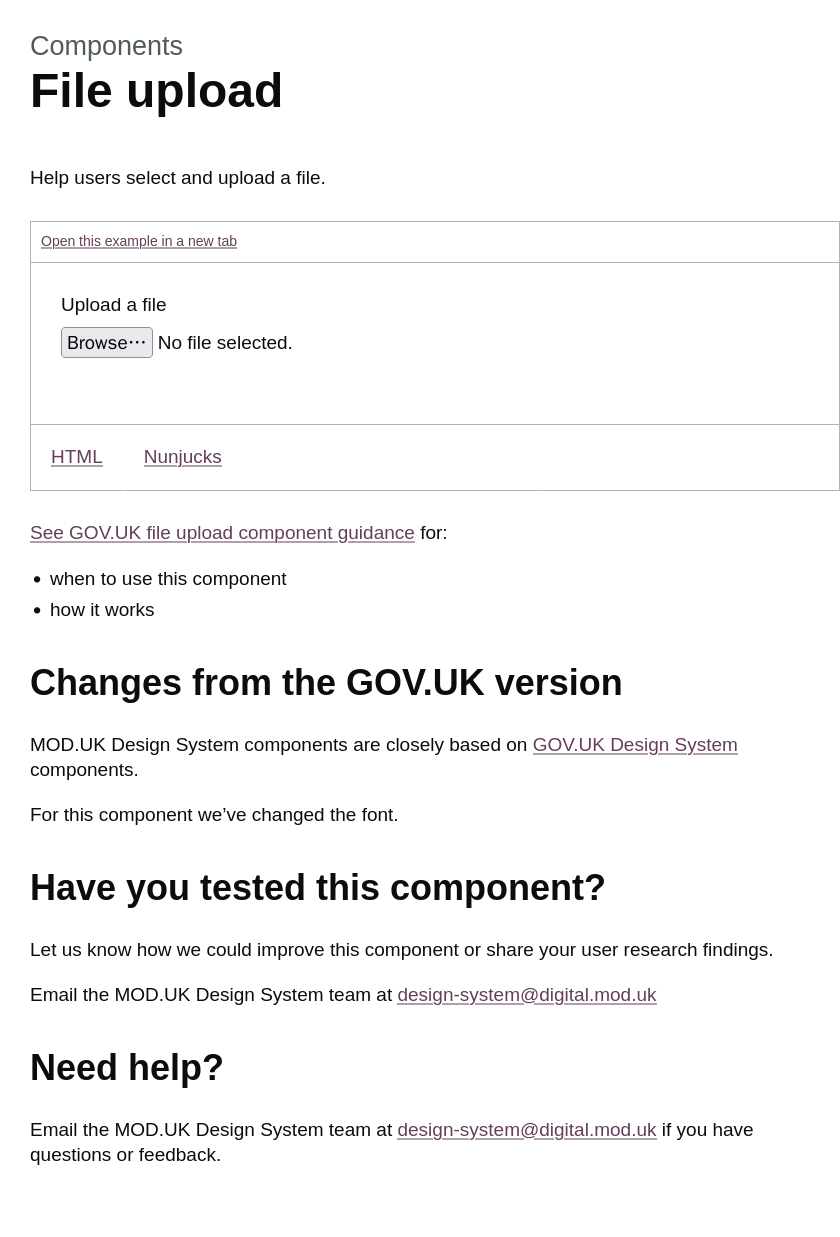 Components
File upload
Help users select and upload a file.
Open this example in a new tab
Upload a file
Browse… No file selected.
HTML Nunjucks
See GOV.UK file upload component guidance for:
• when to use this component
• how it works
Changes from the GOV.UK version
MOD.UK Design System components are closely based on GOV.UK Design System
components.
For this component we’ve changed the font.
Have you tested this component?
Let us know how we could improve this component or share your user research findings.
Email the MOD.UK Design System team at design-system@digital.mod.uk
Need help?
Email the MOD.UK Design System team at design-system@digital.mod.uk if you have
questions or feedback.